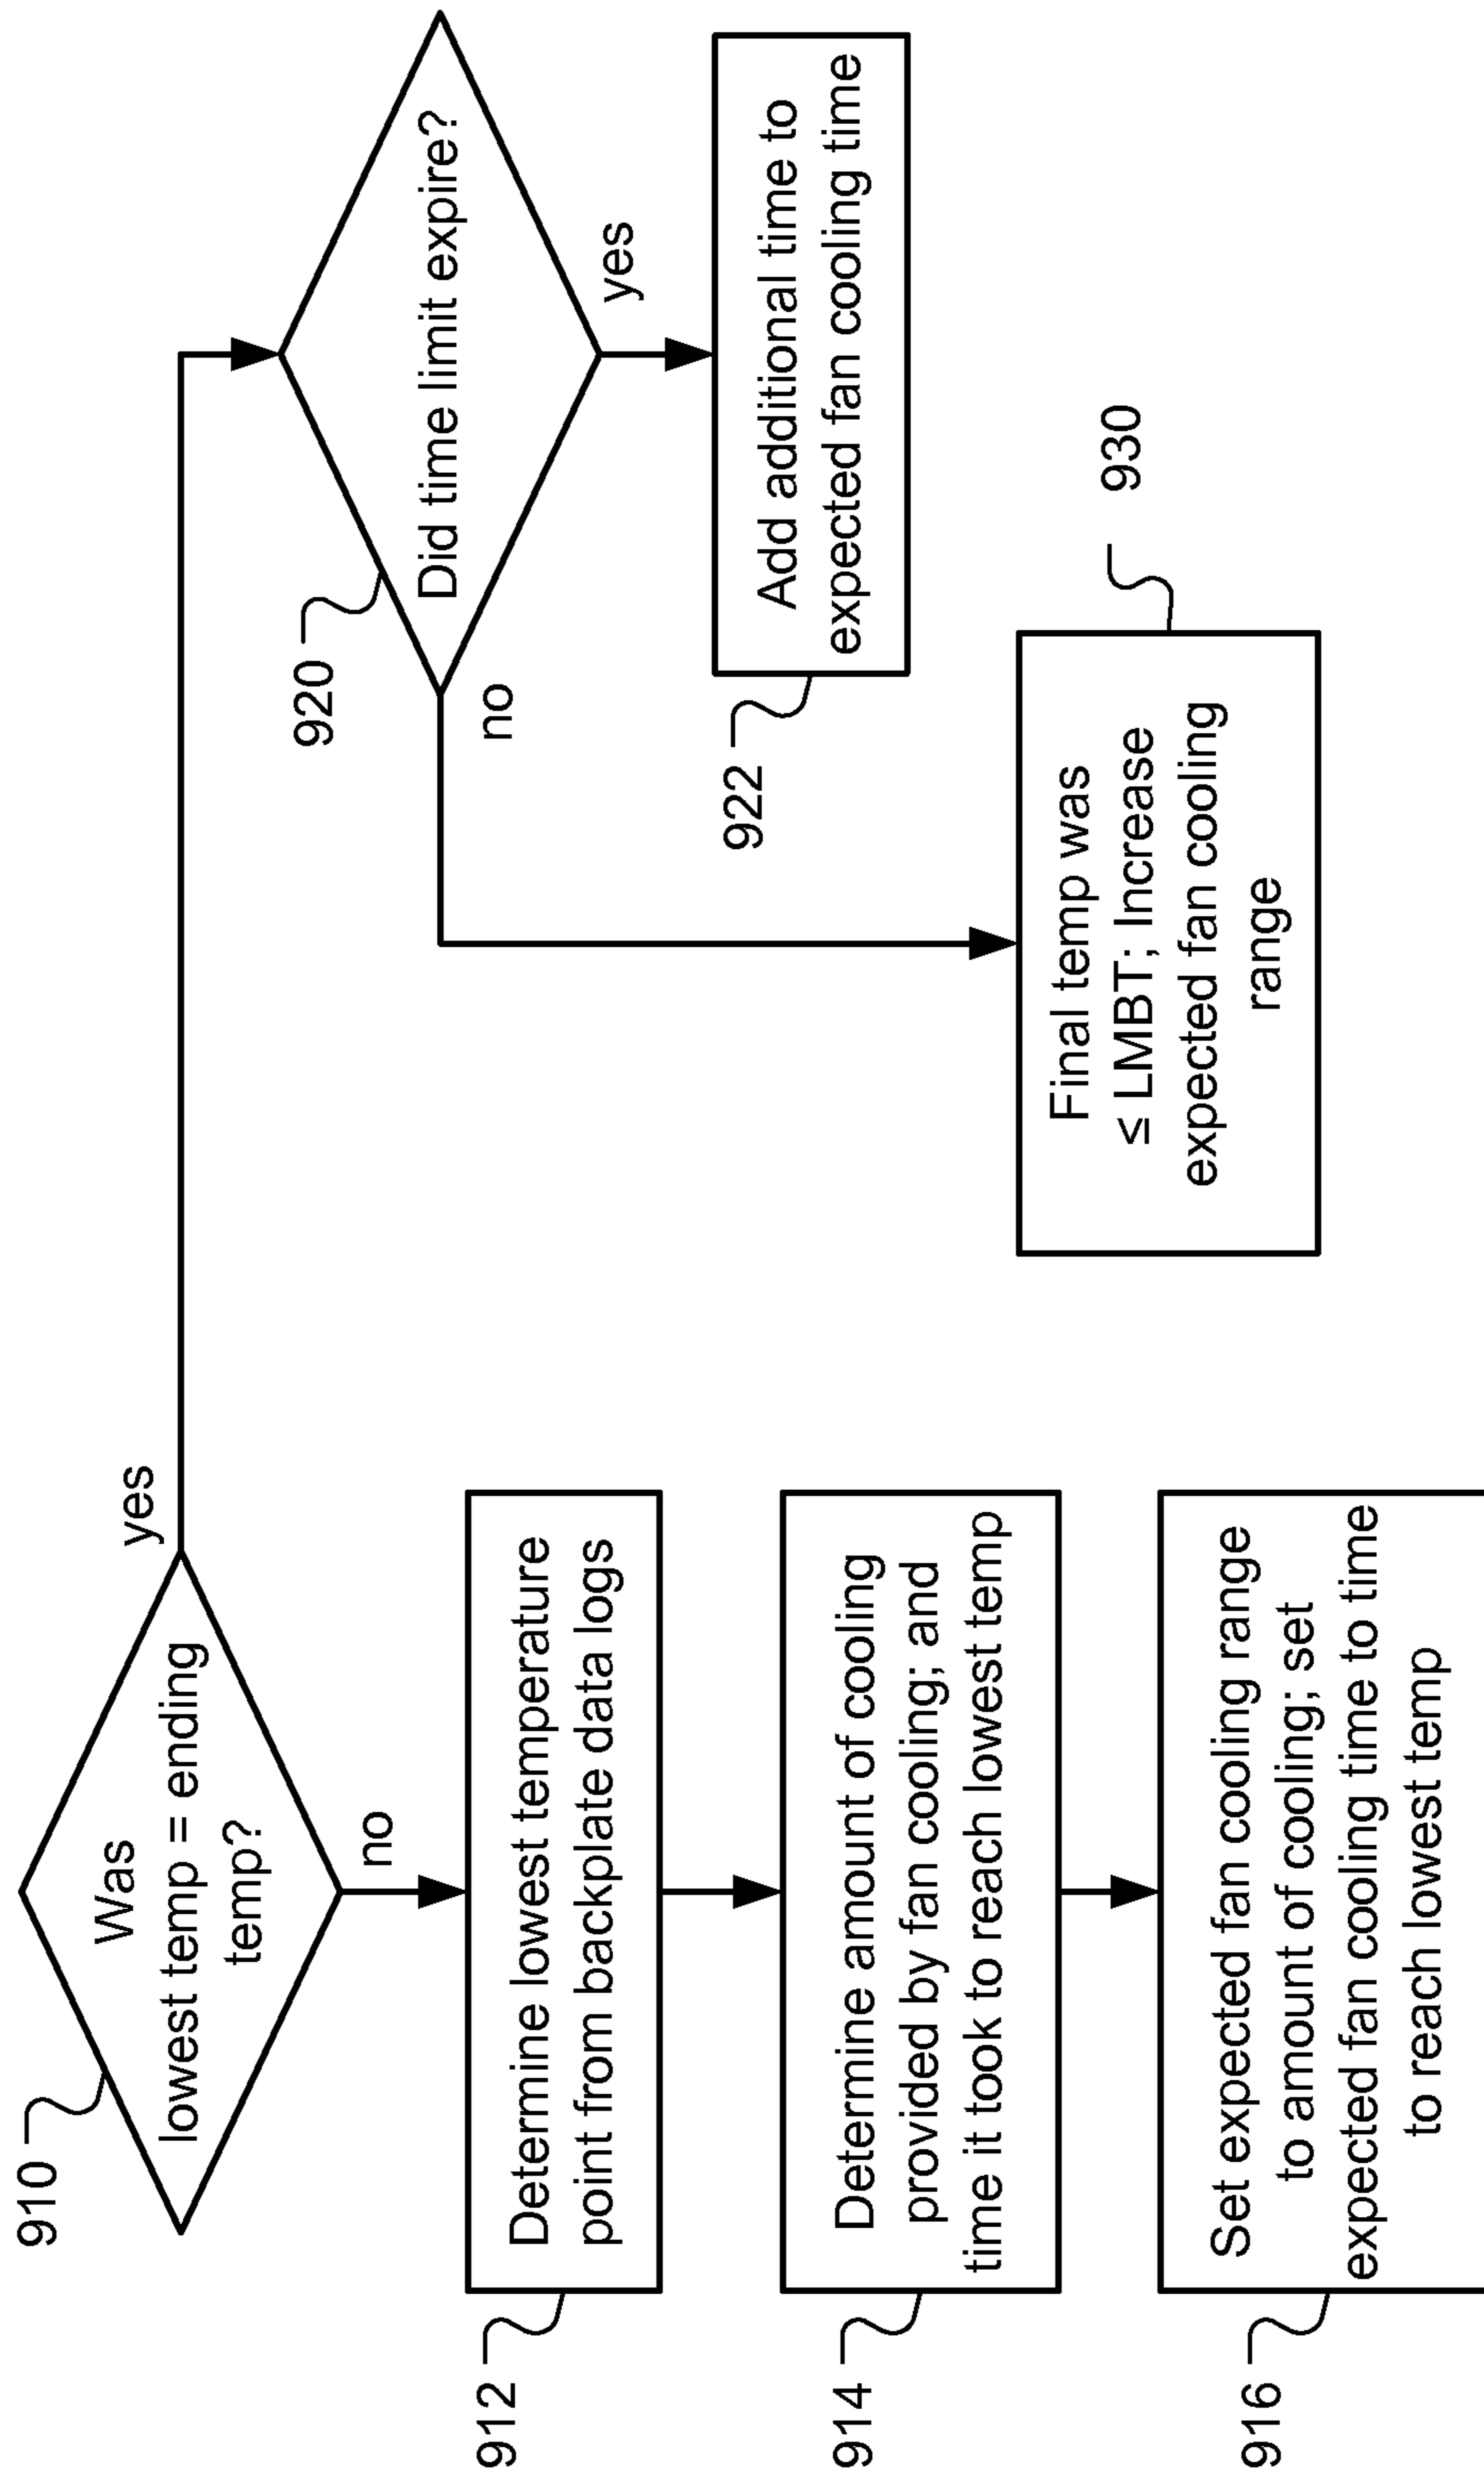 910
Was
lowest temp = ending
temp?
yes
no
912
Determine lowest temperature
point from backplate data logs
914
Determine amount of cooling
provided by fan cooling; and
time it took to reach lowest temp
916
Set expected fan cooling range
to amount of cooling; set
expected fan cooling time to time
to reach lowest temp
920
Did time limit expire?
yes
no
922
Add additional time to
expected fan cooling time
930
Final temp was
≤ LMBT; Increase
expected fan cooling
range